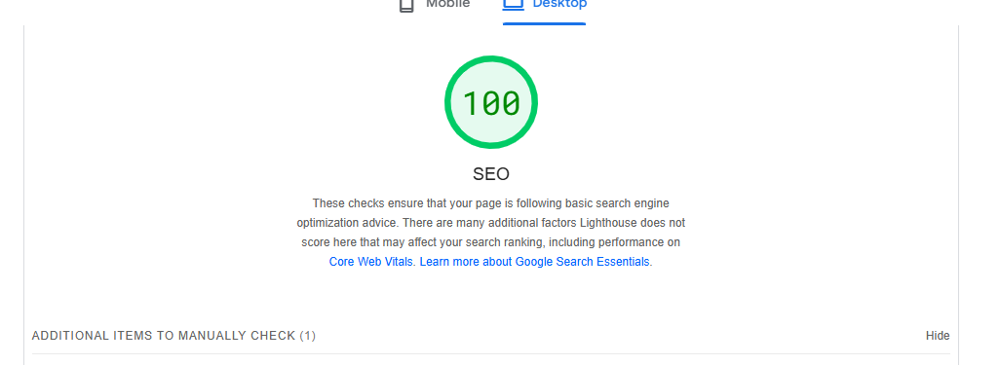 Mobile Desktop
100
SEO
These checks ensure that your page is following basic search engine
optimization advice. There are many additional factors Lighthouse does not
score here that may affect your search ranking, including performance on
Core Web Vitals. Learn more about Google Search Essentials.
ADDITIONAL ITEMS TO MANUALLY CHECK (1) Hide